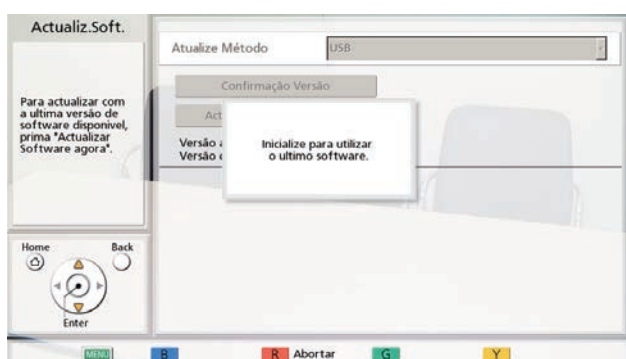 Actualiz.Soft.
Atualize Método
USB
Confirmação Versão
Para actualizar com
a ultima versão de
software disponivel,
prima "Actualizar
Software agora".
Act
Versão
Versão
Inicialize para utilizar
o ultimo software.
Home
Back
Enter
MENU
B
R Abortar
G
Y